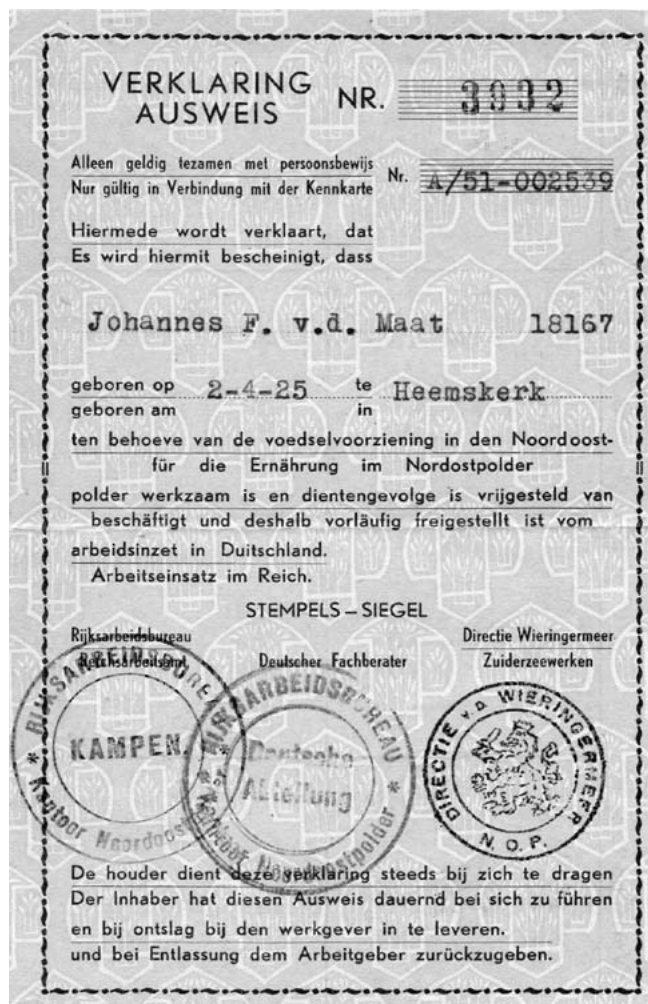 VERKLARING
AUSWEIS
NR. 3932
Alleen geldig tezamen met persoonsbewijs
Nur gültig in Verbindung mit der Kennkarte
Nr. A/51-002539
Hiermede wordt verklaart, dat
Es wird hiermit bescheinigt, dass
Johannes F. v.d. Maat 18167
geboren op 2-4-25 te Heemskerk
geboren am in
ten behoeve van de voedselvoorziening in den Noordoost-
für die Ernährung im Nordostpolder
polder werkzaam is en dientengevolge is vrijgesteld van
beschäftigt und deshalb vorläufig freigestellt ist vom
arbeidsinzet in Duitschland.
Arbeitseinsatz im Reich.
STEMPELS – SIEGEL
Rijksarbeidsbureau
Reichsarbeitsamt
Deutscher Fachberater
Directie Wieringermeer
Zuiderzeewerken
RIJKSARBEIDSBUREAU
KAMPEN.
Kantoor Noordoost
RIJKSARBEIDSBUREAU
Deutsche
Abteilung
Kantoor Noordoostpolder
DIRECTIE v.d. WIERINGERMEER
N. O. P.
De houder dient deze verklaring steeds bij zich te dragen
Der Inhaber hat diesen Ausweis dauernd bei sich zu führen
en bij ontslag bij den werkgever in te leveren.
und bei Entlassung dem Arbeitgeber zurückzugeben.